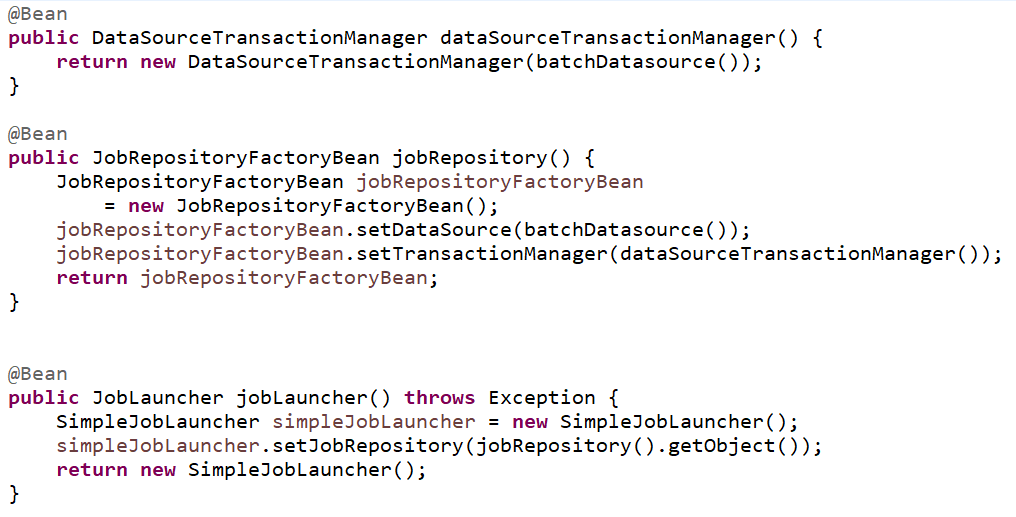 @Bean
public DataSourceTransactionManager dataSourceTransactionManager() {
    return new DataSourceTransactionManager(batchDatasource());
}
@Bean
public JobRepositoryFactoryBean jobRepository() {
    JobRepositoryFactoryBean jobRepositoryFactoryBean
        = new JobRepositoryFactoryBean();
    jobRepositoryFactoryBean.setDataSource(batchDatasource());
    jobRepositoryFactoryBean.setTransactionManager(dataSourceTransactionManager());
    return jobRepositoryFactoryBean;
}
@Bean
public JobLauncher jobLauncher() throws Exception {
    SimpleJobLauncher simpleJobLauncher = new SimpleJobLauncher();
    simpleJobLauncher.setJobRepository(jobRepository().getObject());
    return new SimpleJobLauncher();
}